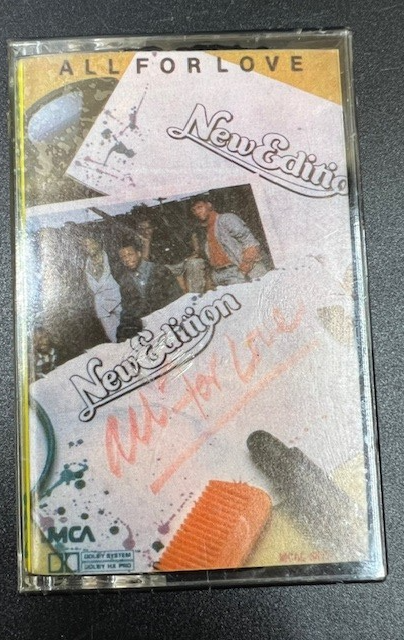 ALL FOR LOVE
New Edition
New Edition
All for Love
MCA
DOLBY SYSTEM
DOLBY HX PRO